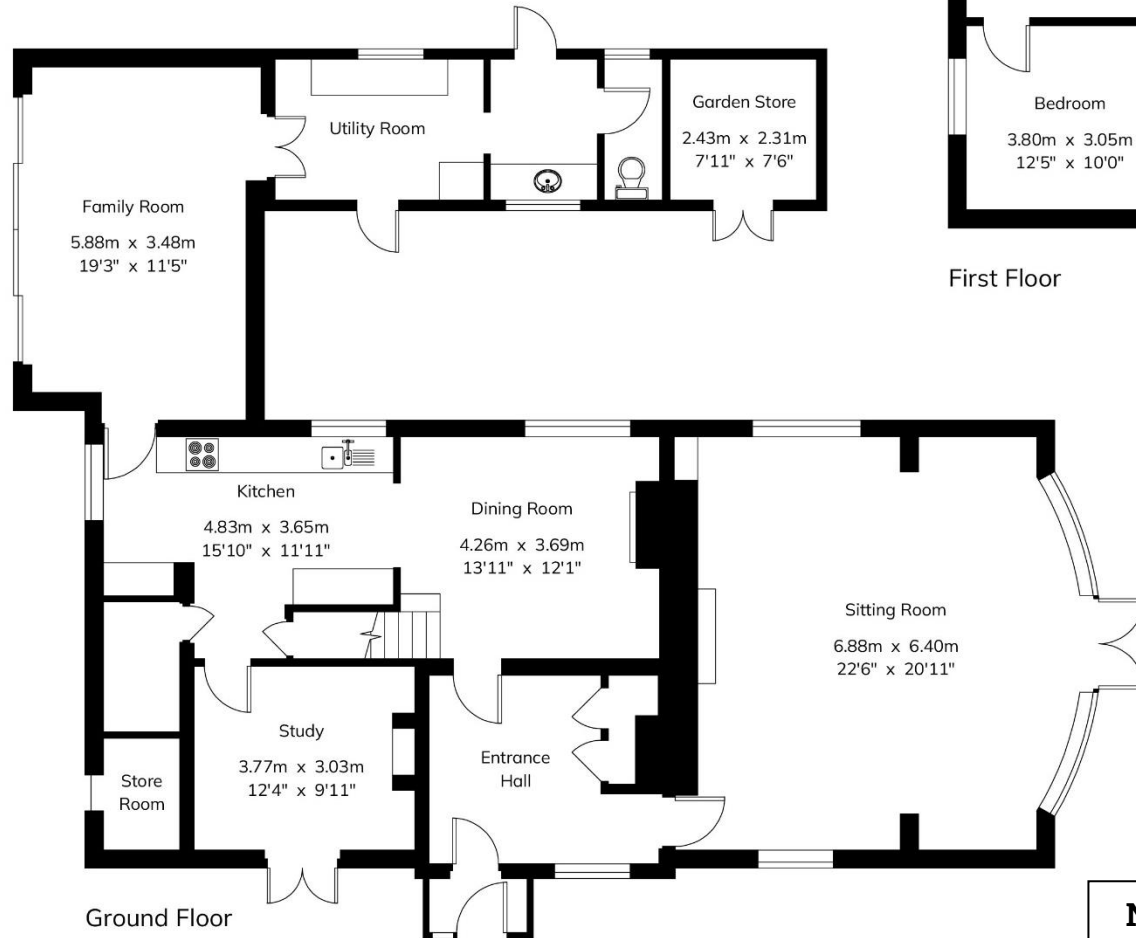 Utility Room
Garden Store
2.43m x 2.31m
7'11" x 7'6"
Bedroom
3.80m x 3.05m
12'5" x 10'0"
First Floor
Family Room
5.88m x 3.48m
19'3" x 11'5"
Kitchen
4.83m x 3.65m
15'10" x 11'11"
Dining Room
4.26m x 3.69m
13'11" x 12'1"
Sitting Room
6.88m x 6.40m
22'6" x 20'11"
Study
3.77m x 3.03m
12'4" x 9'11"
Entrance
Hall
Store
Room
Ground Floor